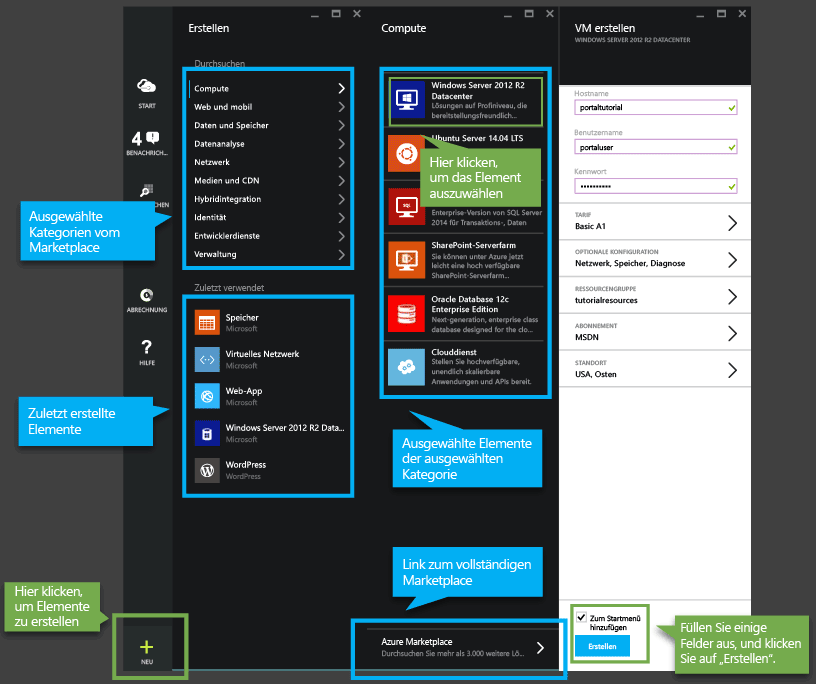 START
4
BENACHRICH...
CHEN
ABRECHNUNG
?
HILFE
NEU
Erstellen
Durchsuchen
Compute
Web und mobil
Daten und Speicher
Datenanalyse
Netzwerk
Medien und CDN
Hybridintegration
Identität
Entwicklerdienste
Verwaltung
Zuletzt verwendet
Speicher
Microsoft
Virtuelles Netzwerk
Microsoft
Web-App
Microsoft
Windows Server 2012 R2 Data...
Microsoft
WordPress
WordPress
Compute
Windows Server 2012 R2
Datacenter
Lösungen auf Profiniveau, die
bereitstellungsfreundlich...
Ubuntu Server 14.04 LTS
SQL
Enterprise-Version von SQL Server
2014 für Transaktions-, Daten
SharePoint-Serverfarm
Sie können unter Azure jetzt
leicht eine hoch verfügbare
SharePoint-Serverfarm...
Oracle Database 12c
Enterprise Edition
Next-generation, enterprise class
database designed for the clo...
Clouddienst
Stellen Sie hochverfügbare,
unendlich skalierbare
Anwendungen und APIs bereit.
Azure Marketplace
Durchsuchen Sie mehr als 3.000 weitere Lö...
VM erstellen
WINDOWS SERVER 2012 R2 DATACENTER
Hostname
portaltutorial
Benutzername
portaluser
Kennwort
••••••••••
TARIF
Basic A1
OPTIONALE KONFIGURATION
Netzwerk, Speicher, Diagnose
RESSOURCENGRUPPE
tutorialresources
ABONNEMENT
MSDN
STANDORT
USA, Osten
Zum Startmenü
hinzufügen
Erstellen
Ausgewählte
Kategorien vom
Marketplace
Zuletzt erstellte
Elemente
Hier klicken,
um Elemente
zu erstellen
Hier klicken,
um das Element
auszuwählen
Ausgewählte Elemente
der ausgewählten
Kategorie
Link zum vollständigen
Marketplace
Füllen Sie einige
Felder aus, und klicken
Sie auf „Erstellen“.